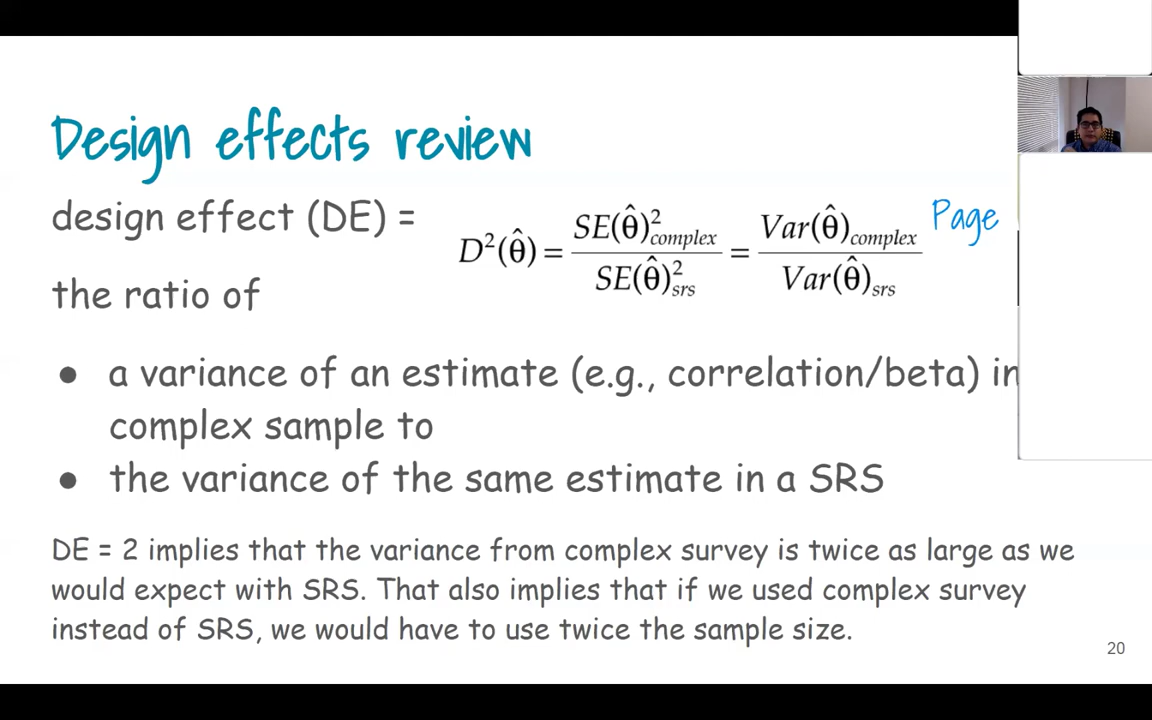 Design effects review
design effect (DE) =
D²(θ̂) = SE(θ̂)²complex / SE(θ̂)²srs = Var(θ̂)complex / Var(θ̂)srs
Page
the ratio of
● a variance of an estimate (e.g., correlation/beta) in
complex sample to
● the variance of the same estimate in a SRS
DE = 2 implies that the variance from complex survey is twice as large as we
would expect with SRS. That also implies that if we used complex survey
instead of SRS, we would have to use twice the sample size.
20